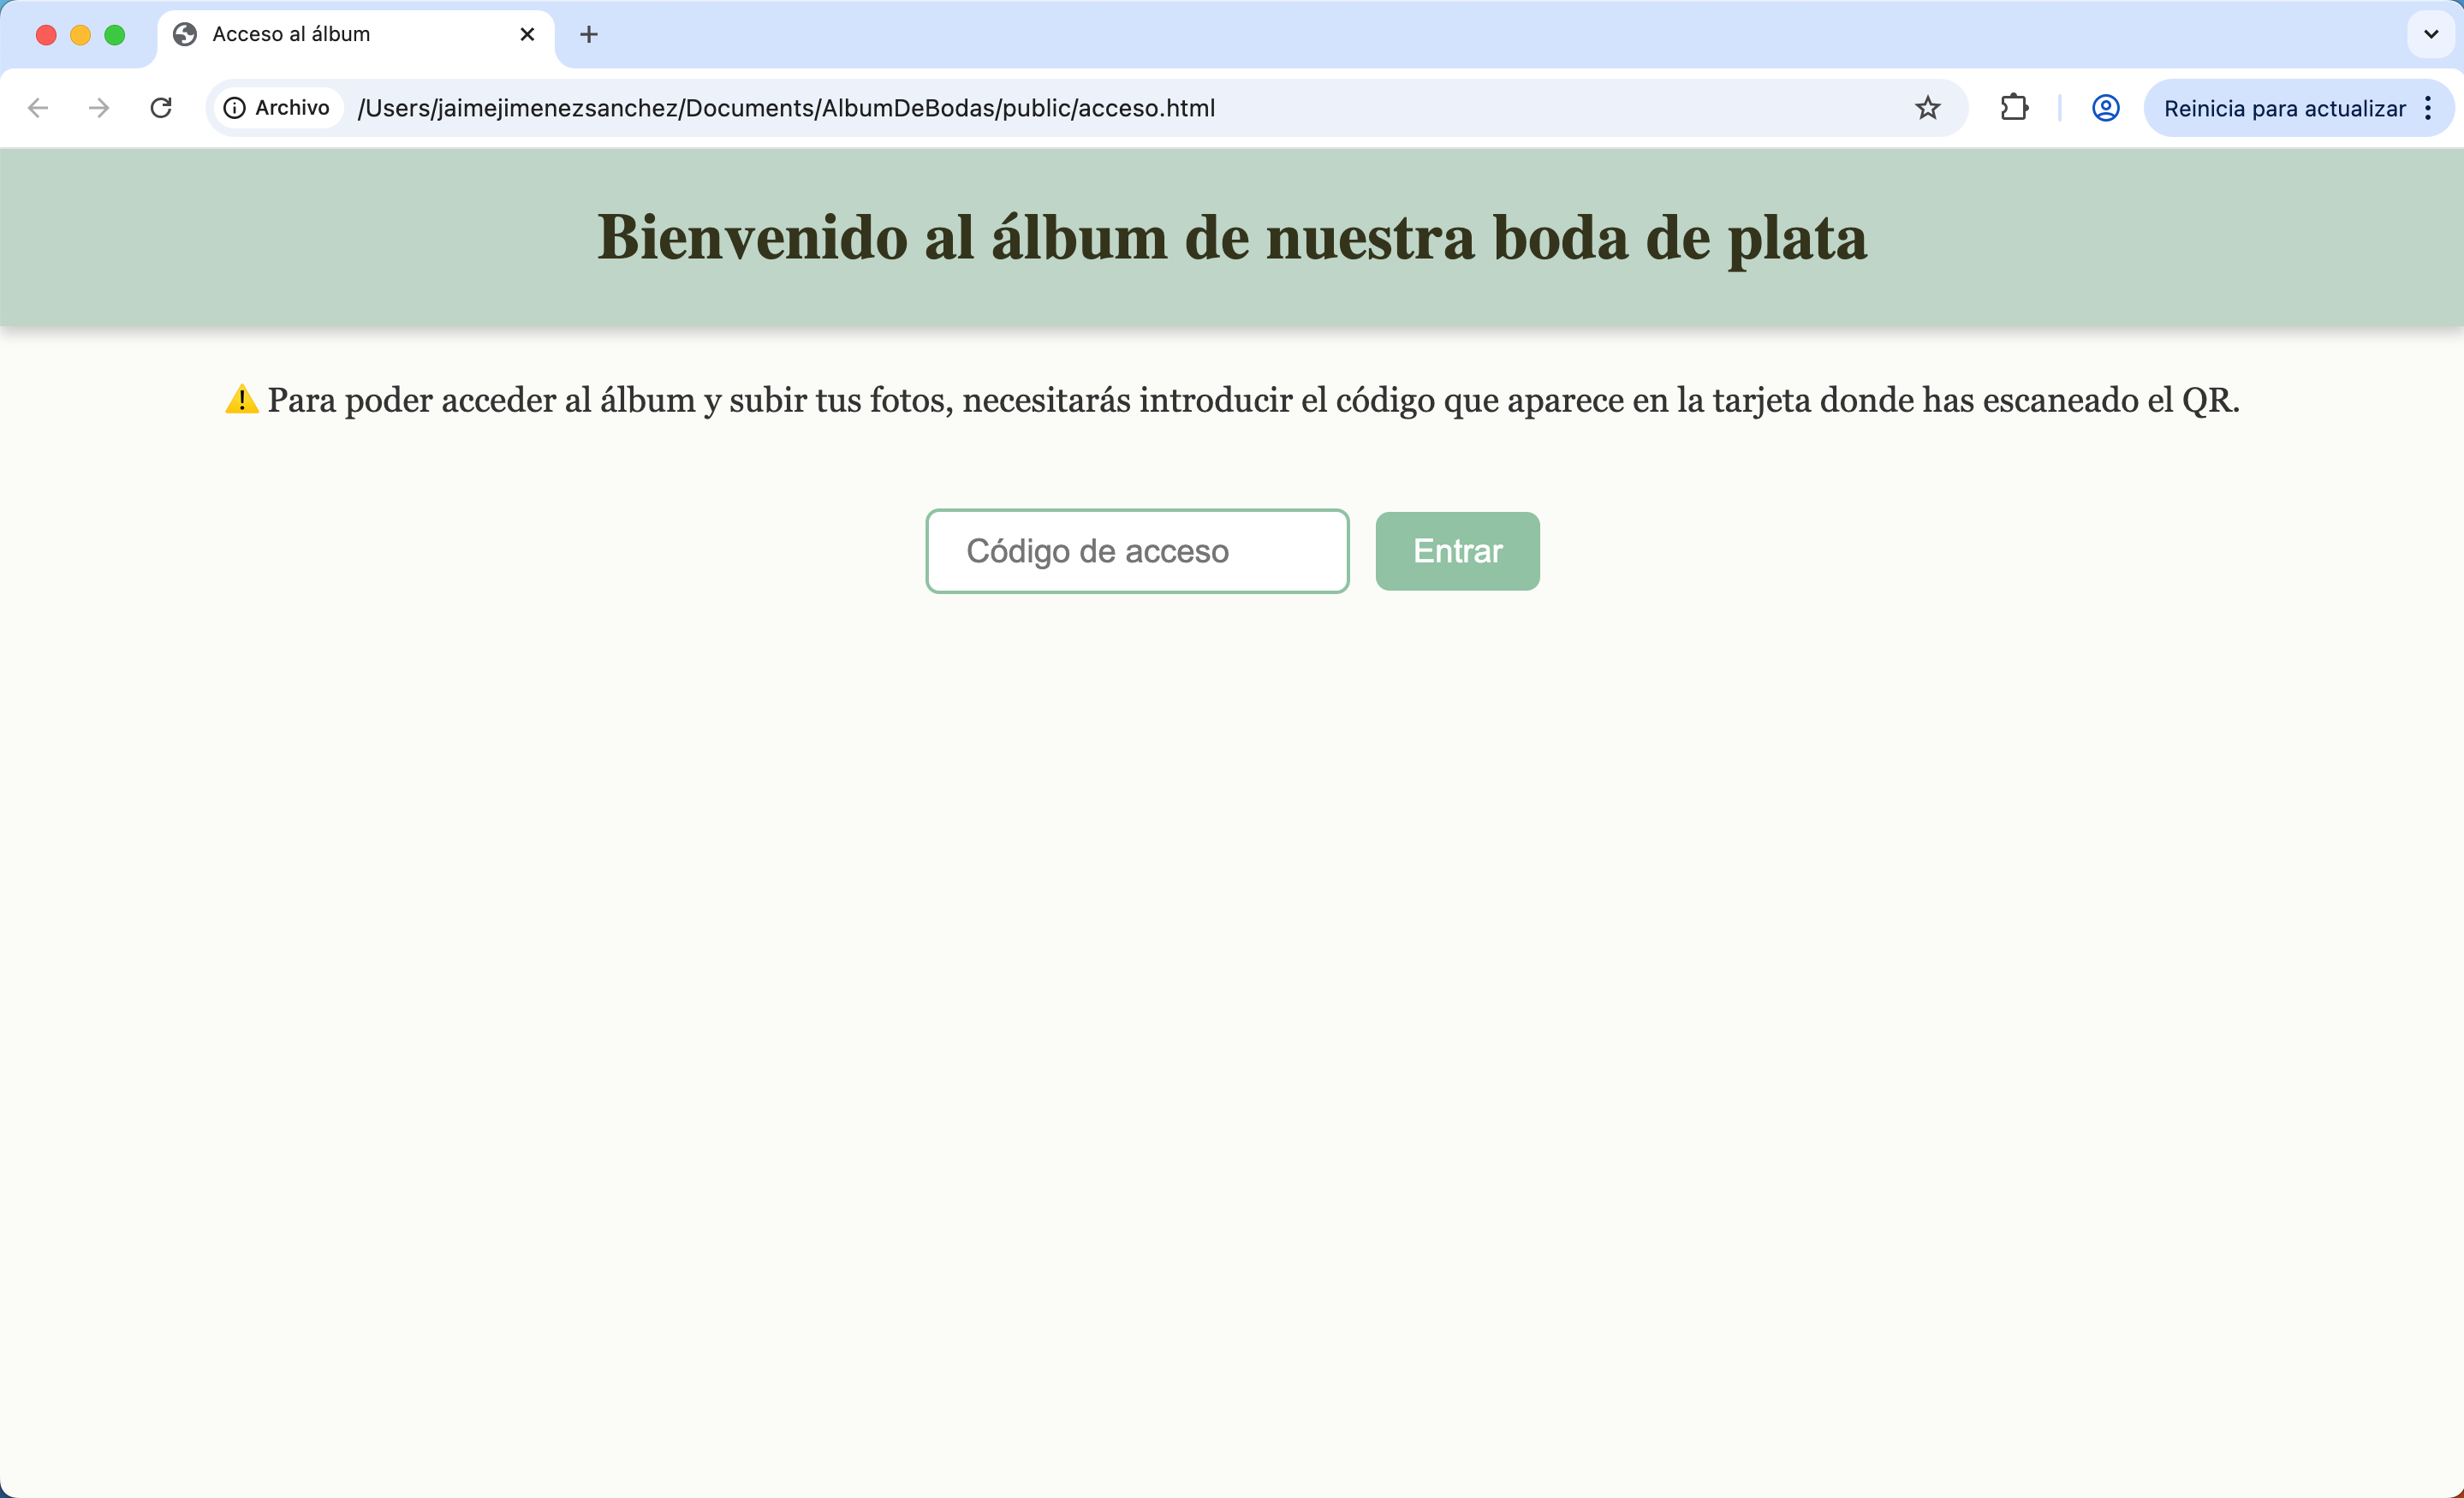 Acceso al álbum
Archivo /Users/jaimejimenezsanchez/Documents/AlbumDeBodas/public/acceso.html Reinicia para actualizar
Bienvenido al álbum de nuestra boda de plata
⚠️ Para poder acceder al álbum y subir tus fotos, necesitarás introducir el código que aparece en la tarjeta donde has escaneado el QR.
Código de acceso Entrar